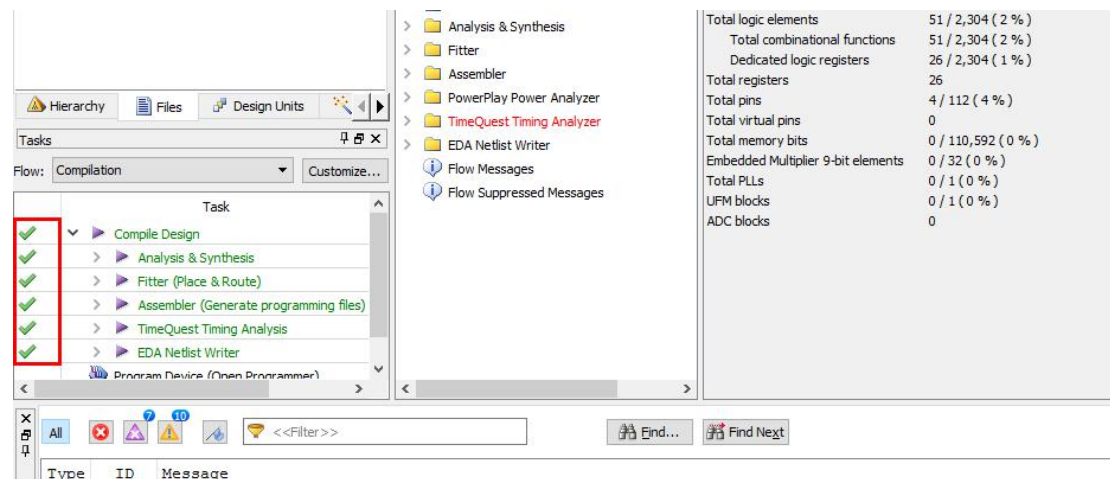 Hierarchy Files Design Units
Tasks
Flow: Compilation Customize...
Task
Compile Design
Analysis & Synthesis
Fitter (Place & Route)
Assembler (Generate programming files)
TimeQuest Timing Analysis
EDA Netlist Writer
Program Device (Open Programmer)
Analysis & Synthesis
Fitter
Assembler
PowerPlay Power Analyzer
TimeQuest Timing Analyzer
EDA Netlist Writer
Flow Messages
Flow Suppressed Messages
Total logic elements 51 / 2,304 ( 2 % )
Total combinational functions 51 / 2,304 ( 2 % )
Dedicated logic registers 26 / 2,304 ( 1 % )
Total registers 26
Total pins 4 / 112 ( 4 % )
Total virtual pins 0
Total memory bits 0 / 110,592 ( 0 % )
Embedded Multiplier 9-bit elements 0 / 32 ( 0 % )
Total PLLs 0 / 1 ( 0 % )
UFM blocks 0 / 1 ( 0 % )
ADC blocks 0
All 7 10 <<Filter>> Find... Find Next
Type ID Message